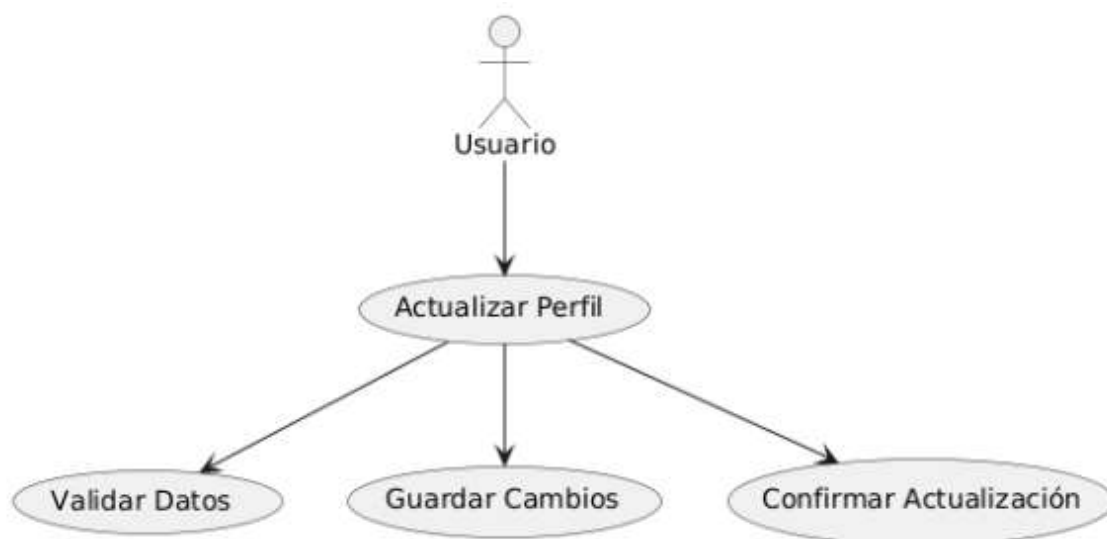 Usuario
Actualizar Perfil
Validar Datos
Guardar Cambios
Confirmar Actualización